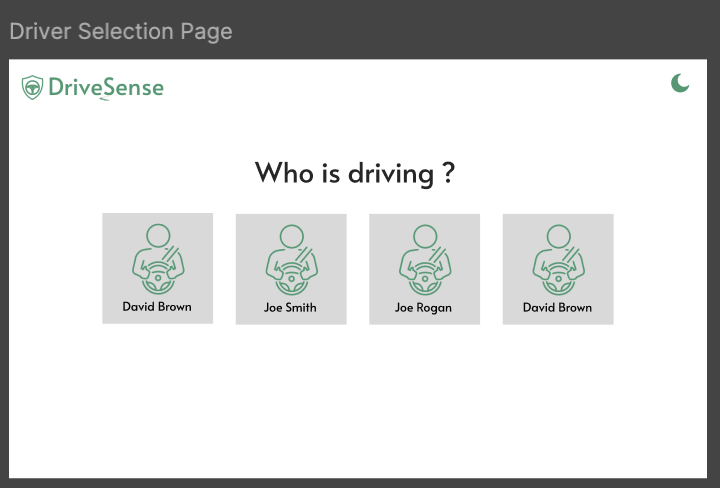 Driver Selection Page
DriveSense
Who is driving ?
David Brown
Joe Smith
Joe Rogan
David Brown